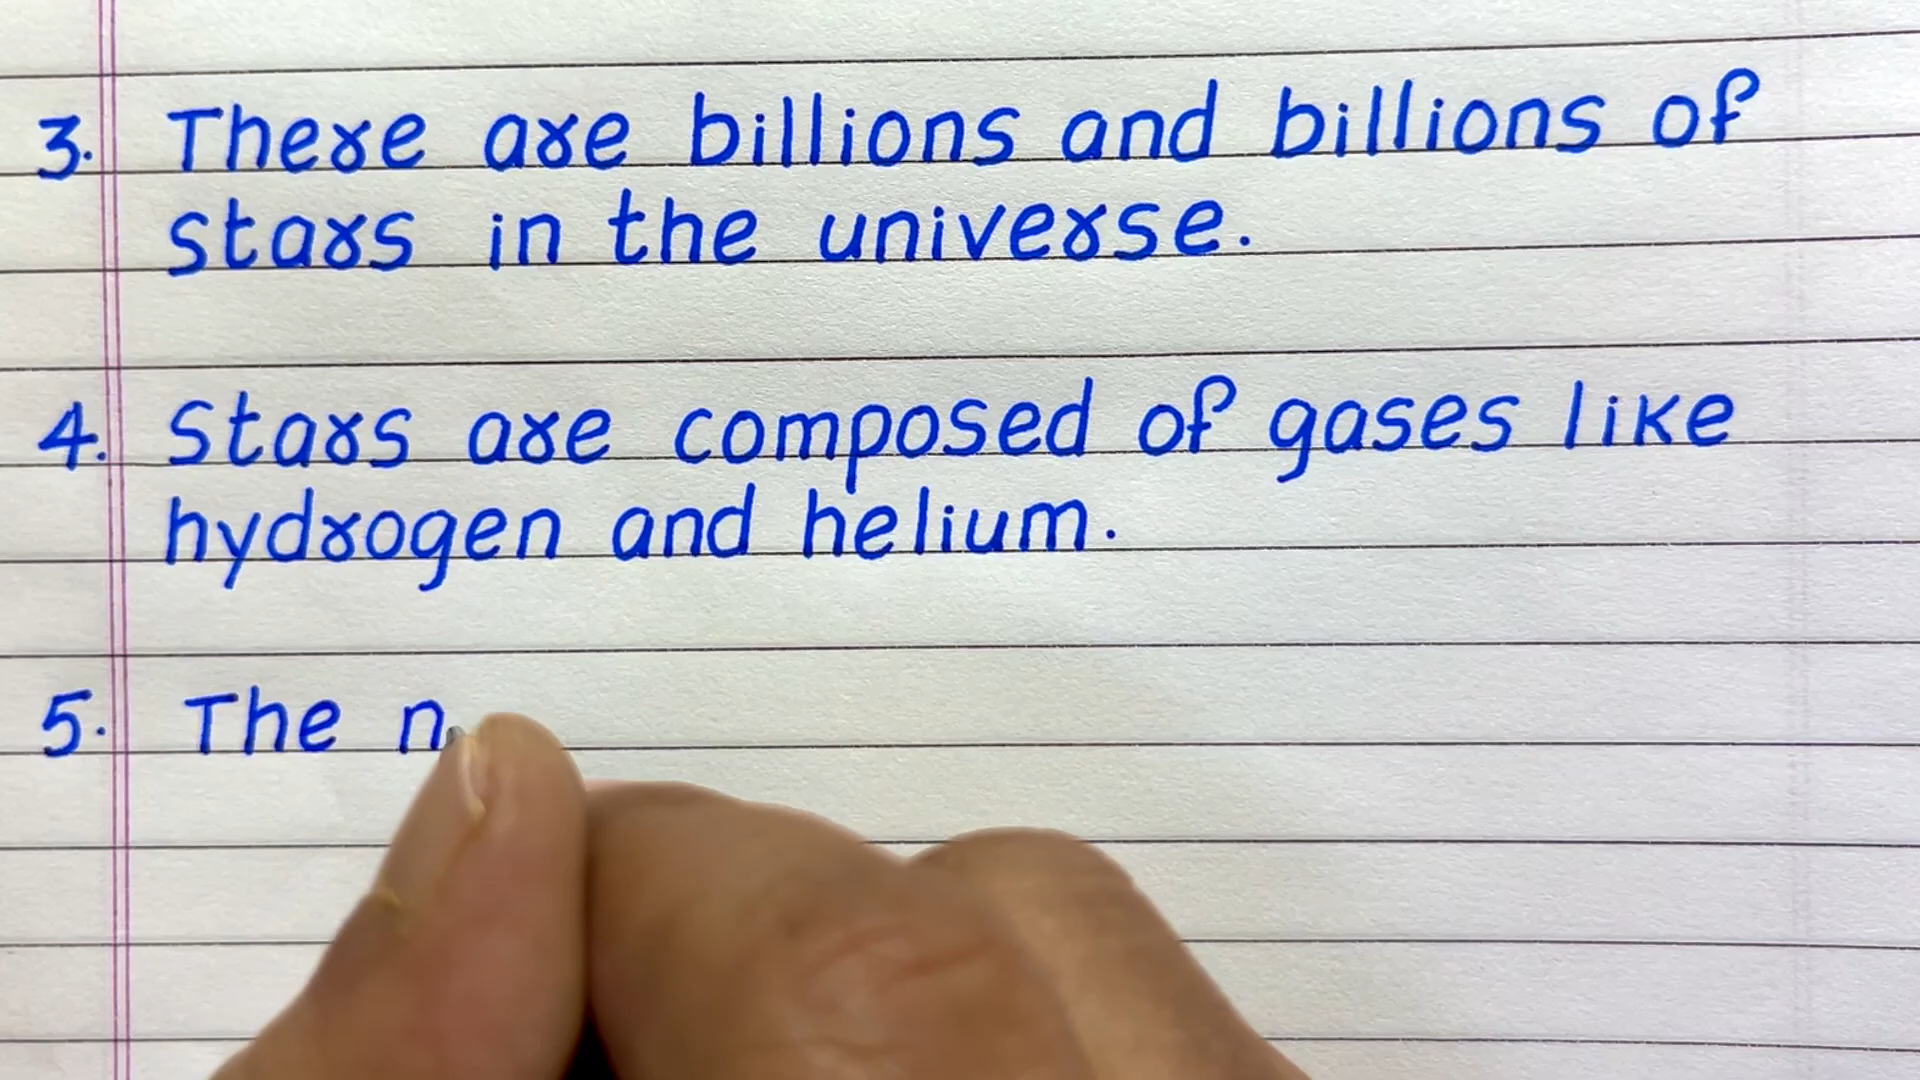 3. There are billions and billions of
stars in the universe.
4. Stars are composed of gases like
hydrogen and helium.
5. The n